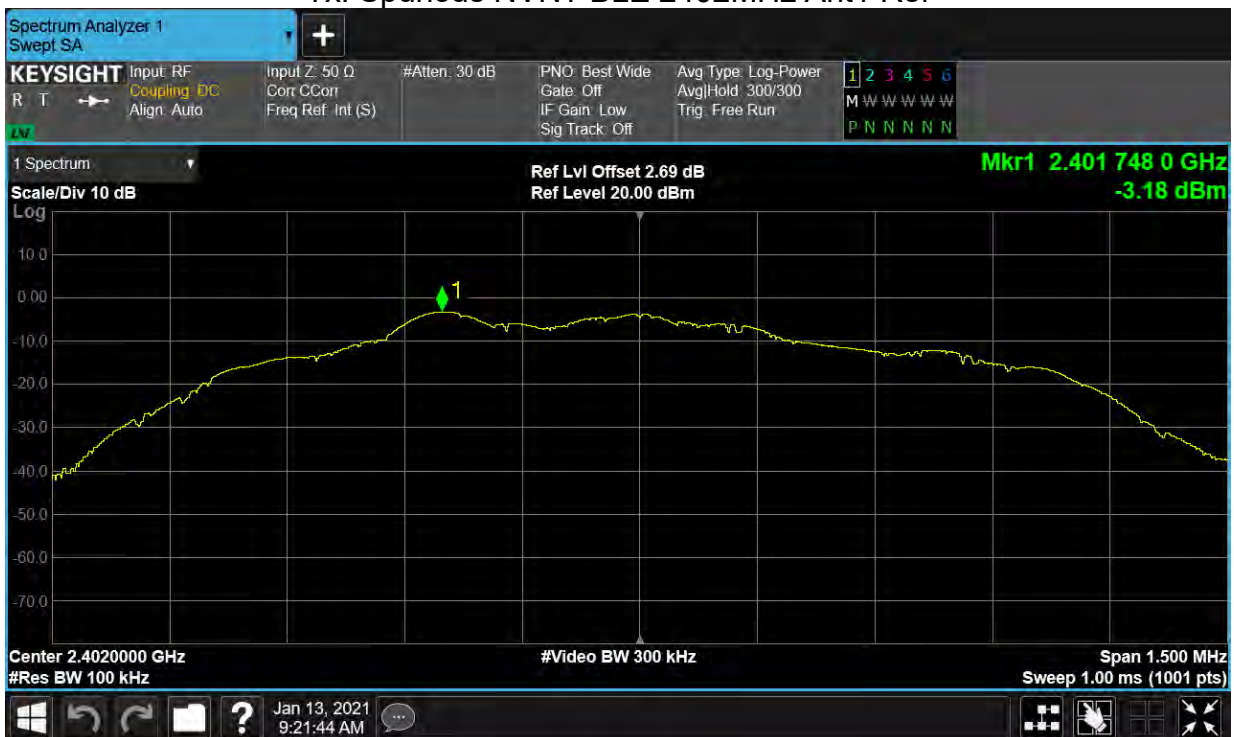 Spectrum Analyzer 1
Swept SA
+
KEYSIGHT
R T
LXI
Input: RF
Coupling: DC
Align: Auto
Input Z: 50 Ω
Corr CCorr
Freq Ref: Int (S)
#Atten: 30 dB
PNO: Best Wide
Gate: Off
IF Gain: Low
Sig Track: Off
Avg Type: Log-Power
Avg|Hold: 300/300
Trig: Free Run
1 2 3 4 5 6
M W W W W W
P N N N N N
1 Spectrum
Scale/Div 10 dB
Ref Lvl Offset 2.69 dB
Ref Level 20.00 dBm
Mkr1 2.401 748 0 GHz
-3.18 dBm
Log
10.0
0.00
-10.0
-20.0
-30.0
-40.0
-50.0
-60.0
-70.0
1
Center 2.4020000 GHz
#Res BW 100 kHz
#Video BW 300 kHz
Span 1.500 MHz
Sweep 1.00 ms (1001 pts)
?
Jan 13, 2021
9:21:44 AM